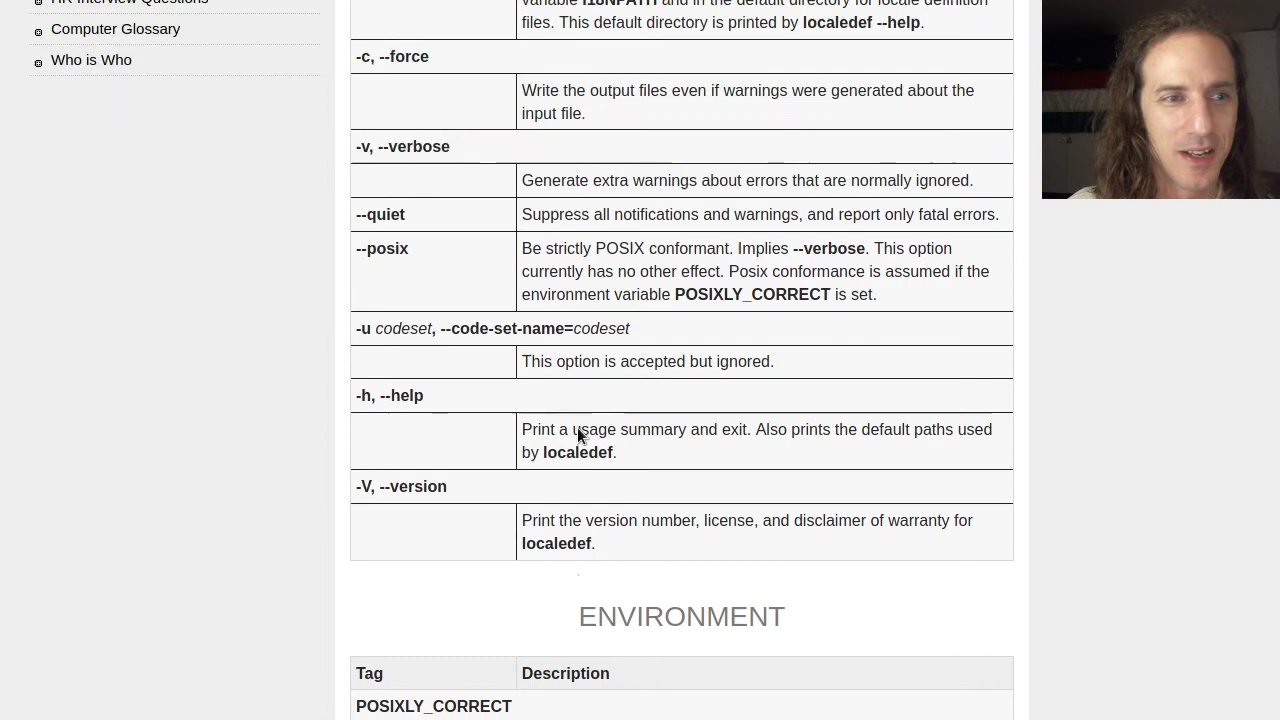 HR Interview Questions
Computer Glossary
Who is Who
variable I18NPATH and in the default directory for locale definition
files. This default directory is printed by localedef --help.
-c, --force
Write the output files even if warnings were generated about the
input file.
-v, --verbose
Generate extra warnings about errors that are normally ignored.
--quiet Suppress all notifications and warnings, and report only fatal errors.
--posix Be strictly POSIX conformant. Implies --verbose. This option
currently has no other effect. Posix conformance is assumed if the
environment variable POSIXLY_CORRECT is set.
-u codeset, --code-set-name=codeset
This option is accepted but ignored.
-h, --help
Print a usage summary and exit. Also prints the default paths used
by localedef.
-V, --version
Print the version number, license, and disclaimer of warranty for
localedef.
ENVIRONMENT
Tag Description
POSIXLY_CORRECT